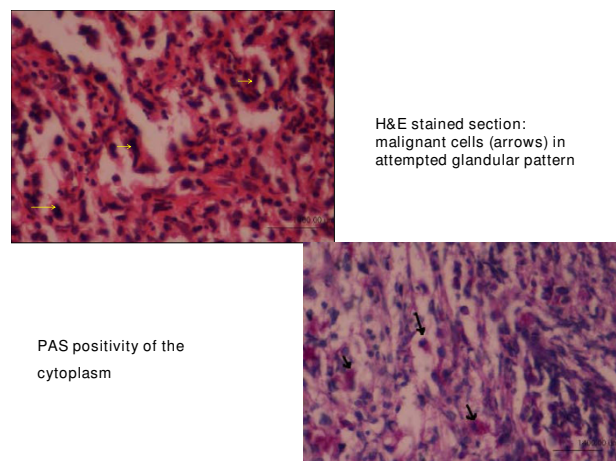 H&E stained section:
malignant cells (arrows) in
attempted glandular pattern
PAS positivity of the
cytoplasm